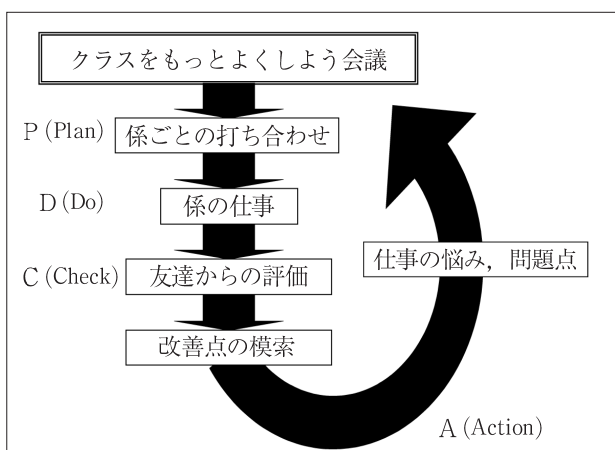 クラスをもっとよくしよう会議
P (Plan)
係ごとの打ち合わせ
D (Do)
係の仕事
C (Check)
友達からの評価
仕事の悩み，問題点
改善点の模索
A (Action)